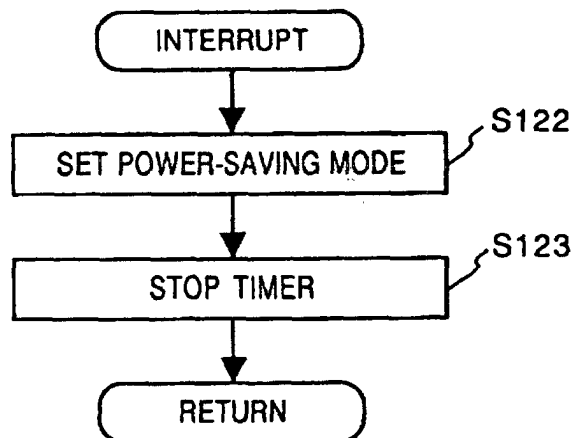 INTERRUPT
S122
SET POWER-SAVING MODE
S123
STOP TIMER
RETURN